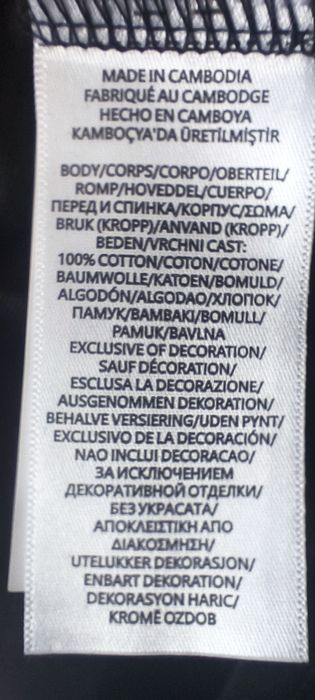 MADE IN CAMBODIA
FABRIQUÉ AU CAMBODGE
HECHO EN CAMBOYA
KAMBOÇYA'DA ÜRETİLMİŞTİR
BODY/CORPS/CORPO/OBERTEIL/
ROMP/HOVEDDEL/CUERPO/
ПЕРЕД И СПИНКА/КОРПУС/ΣΩΜΑ/
BRUK (KROPP)/ANVAND (KROPP)/
BEDEN/VRCHNI CAST:
100% COTTON/COTON/COTONE/
BAUMWOLLE/KATOEN/BOMULD/
ALGODÓN/ALGODAO/ХЛОПОК/
ПАМУК/BAMBAKI/BOMULL/
PAMUK/BAVLNA
EXCLUSIVE OF DECORATION/
SAUF DÉCORATION/
ESCLUSA LA DECORAZIONE/
AUSGENOMMEN DEKORATION/
BEHALVE VERSIERING/UDEN PYNT/
EXCLUSIVO DE LA DECORACIÓN/
NAO INCLUI DECORACAO/
ЗА ИСКЛЮЧЕНИЕМ
ДЕКОРАТИВНОЙ ОТДЕЛКИ/
БЕЗ УКРАСАТА/
ΑΠΟΚΛΕΙΣΤΙΚΗ ΑΠΟ
ΔΙΑΚΟΣΜΗΣΗ/
UTELUKKER DEKORASJON/
ENBART DEKORATION/
DEKORASYON HARIC/
KROMĚ OZDOB